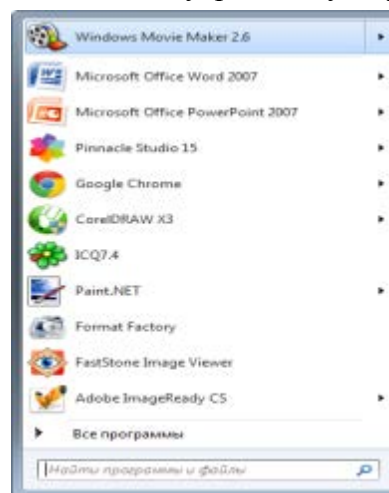 Windows Movie Maker 2.6
Microsoft Office Word 2007
Microsoft Office PowerPoint 2007
Pinnacle Studio 15
Google Chrome
CorelDRAW X3
ICQ7.4
Paint.NET
Format Factory
FastStone Image Viewer
Adobe ImageReady CS
Все программы
Найти программы и файлы